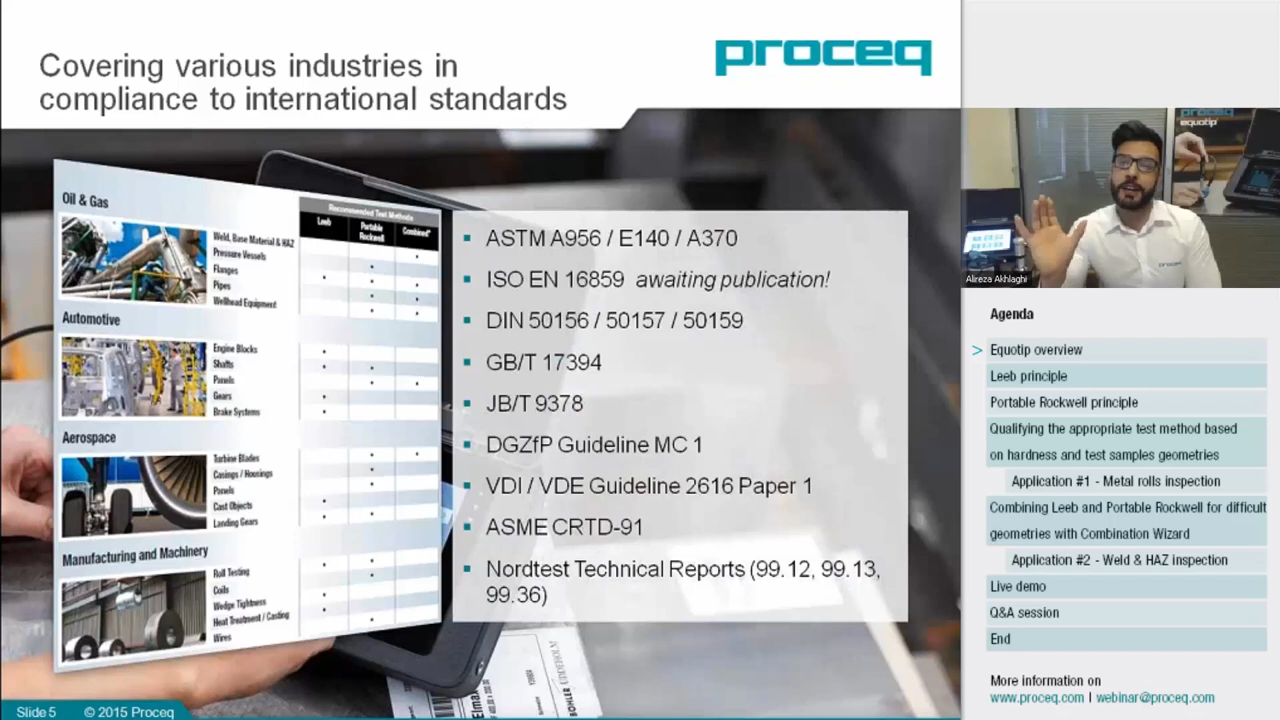 Covering various industries in
compliance to international standards
proceq
Oil & Gas
Recommended Test Methods
Leeb
Portable
Rockwell
Combined*
Weld, Base Material & HAZ
Pressure Vessels
Flanges
Pipes
Wellhead Equipment
Automotive
Engine Blocks
Shafts
Panels
Gears
Brake Systems
Aerospace
Turbine Blades
Casings / Housings
Panels
Cast Objects
Landing Gears
Manufacturing and Machinery
Roll Testing
Coils
Wedge Tightness
Heat Treatment / Casting
Wires
ASTM A956 / E140 / A370
ISO EN 16859 awaiting publication!
DIN 50156 / 50157 / 50159
GB/T 17394
JB/T 9378
DGZfP Guideline MC 1
VDI / VDE Guideline 2616 Paper 1
ASME CRTD-91
Nordtest Technical Reports (99.12, 99.13,
99.36)
BÖHLER UDDEHOLM
Slide 5
© 2015 Proceq
proceq
equotip
proceq
Alireza Akhlaghi
Agenda
> Equotip overview
Leeb principle
Portable Rockwell principle
Qualifying the appropriate test method based
on hardness and test samples geometries
Application #1 - Metal rolls inspection
Combining Leeb and Portable Rockwell for difficult
geometries with Combination Wizard
Application #2 - Weld & HAZ inspection
Live demo
Q&A session
End
More information on
www.proceq.com | webinar@proceq.com